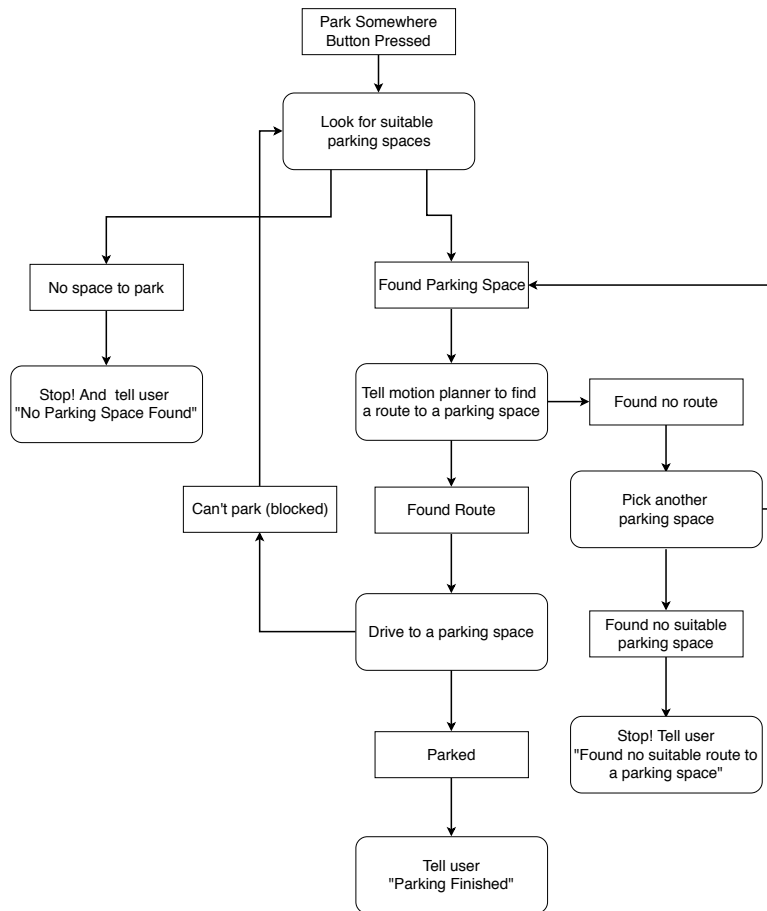 Park Somewhere
Button Pressed
Look for suitable
parking spaces
No space to park
Found Parking Space
Stop! And  tell user
"No Parking Space Found"
Tell motion planner to find
a route to a parking space
Found no route
Can't park (blocked)
Found Route
Pick another
parking space
Drive to a parking space
Found no suitable
parking space
Parked
Stop! Tell user
"Found no suitable route to
a parking space"
Tell user
"Parking Finished"